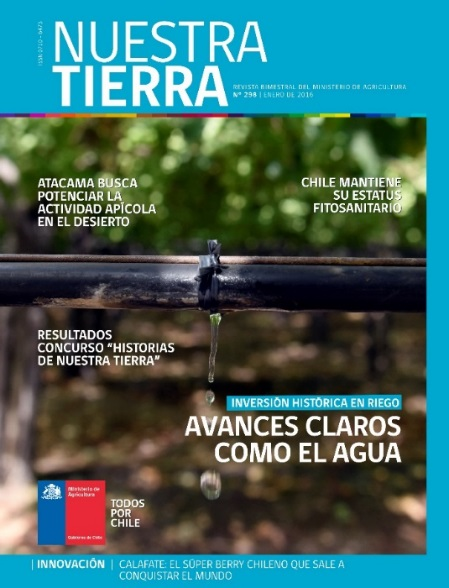 NUESTRA
TIERRA
REVISTA BIMESTRAL DEL MINISTERIO DE AGRICULTURA
N° 298 | ENERO DE 2016
ATACAMA BUSCA
POTENCIAR LA
ACTIVIDAD APÍCOLA
EN EL DESIERTO
CHILE MANTIENE
SU ESTATUS
FITOSANITARIO
RESULTADOS
CONCURSO “HISTORIAS
DE NUESTRA TIERRA”
INVERSIÓN HISTÓRICA EN RIEGO
AVANCES CLAROS
COMO EL AGUA
Ministerio de
Agricultura
Gobierno de Chile
TODOS
POR
CHILE
| INNOVACIÓN | CALAFATE: EL SÚPER BERRY CHILENO QUE SALE A
CONQUISTAR EL MUNDO